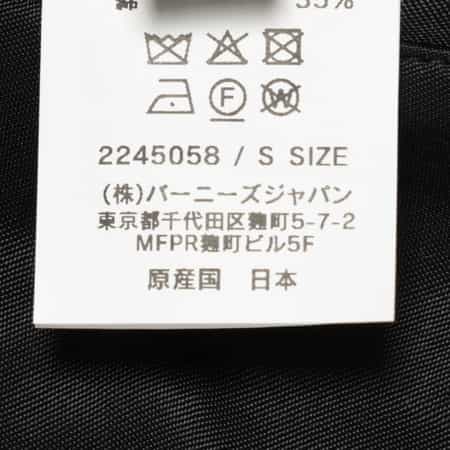 綿 35%
F
W
2245058 / S SIZE
(株)バーニーズジャパン
東京都千代田区麹町5-7-2
MFPR麹町ビル5F
原産国 日本